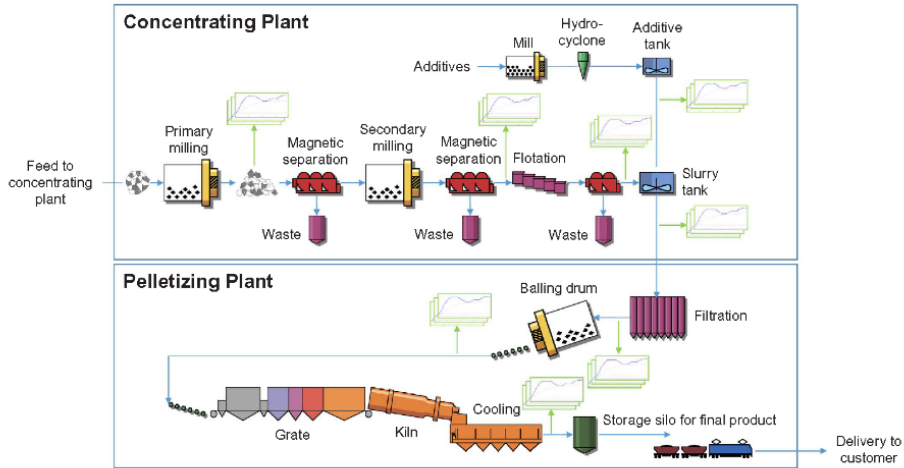 Concentrating Plant
Additives
Mill
Hydro-
cyclone
Additive
tank
Feed to
concentrating
plant
Primary
milling
Magnetic
separation
Secondary
milling
Magnetic
separation
Flotation
Slurry
tank
Waste
Waste
Waste
Pelletizing Plant
Balling drum
Filtration
Grate
Kiln
Cooling
Storage silo for final product
Delivery to
customer